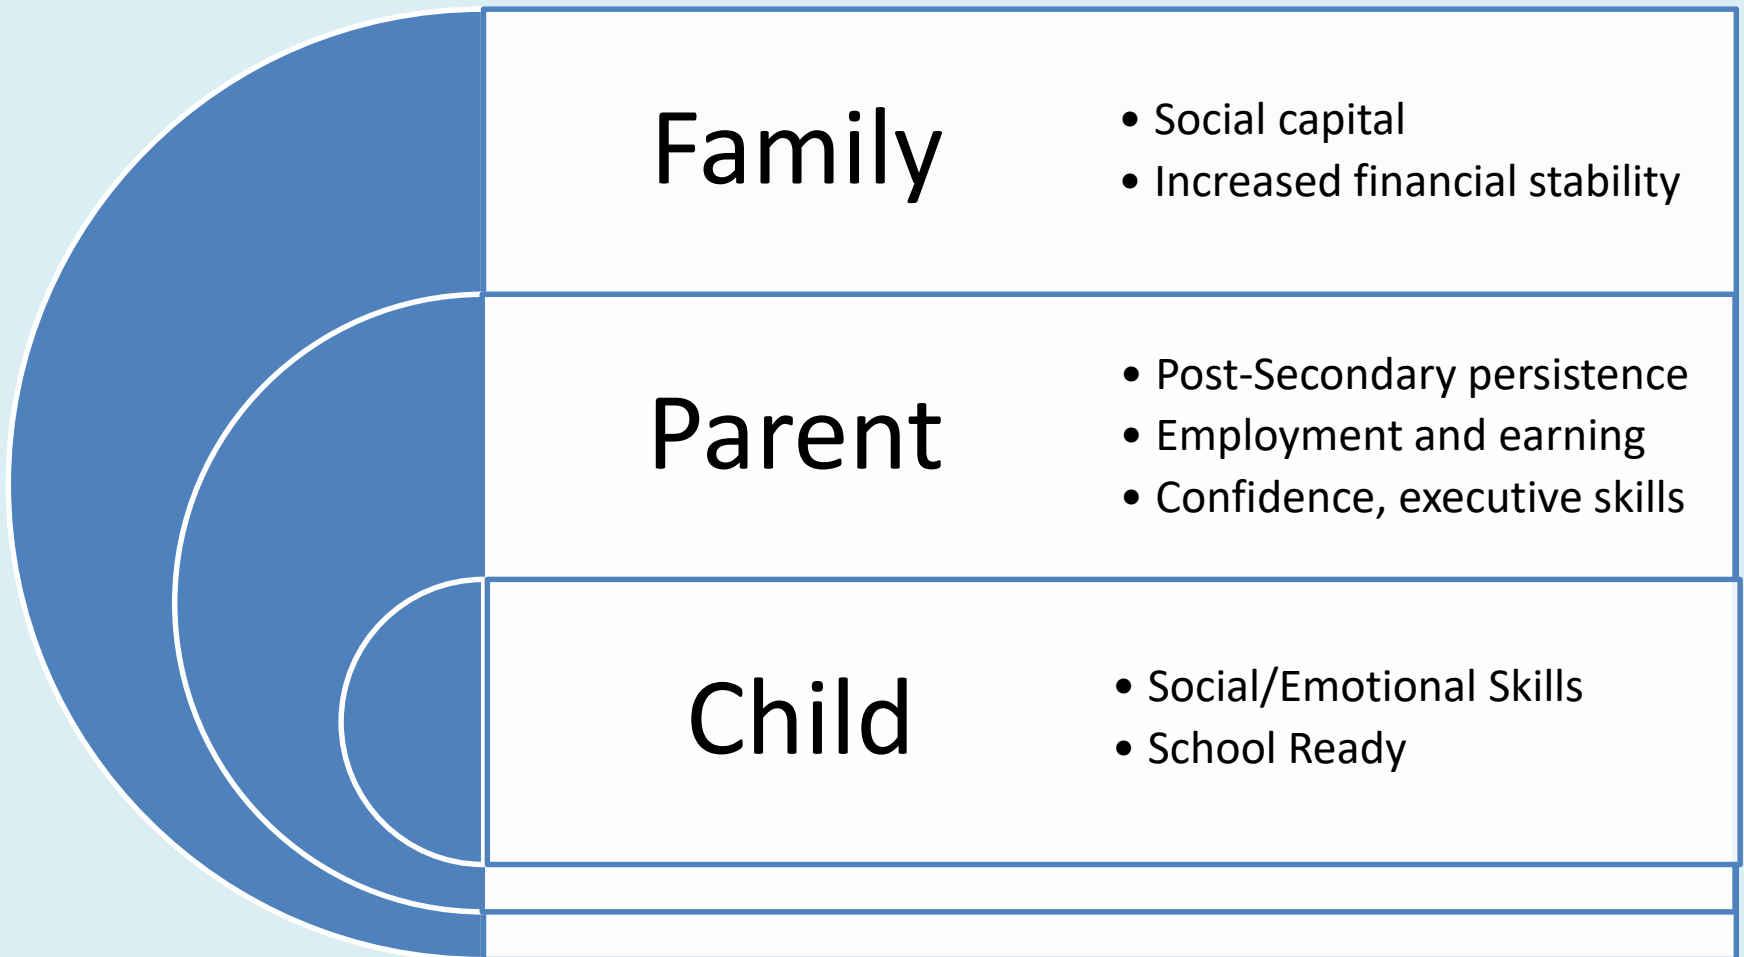 Family
• Social capital
• Increased financial stability
Parent
• Post-Secondary persistence
• Employment and earning
• Confidence, executive skills
Child
• Social/Emotional Skills
• School Ready